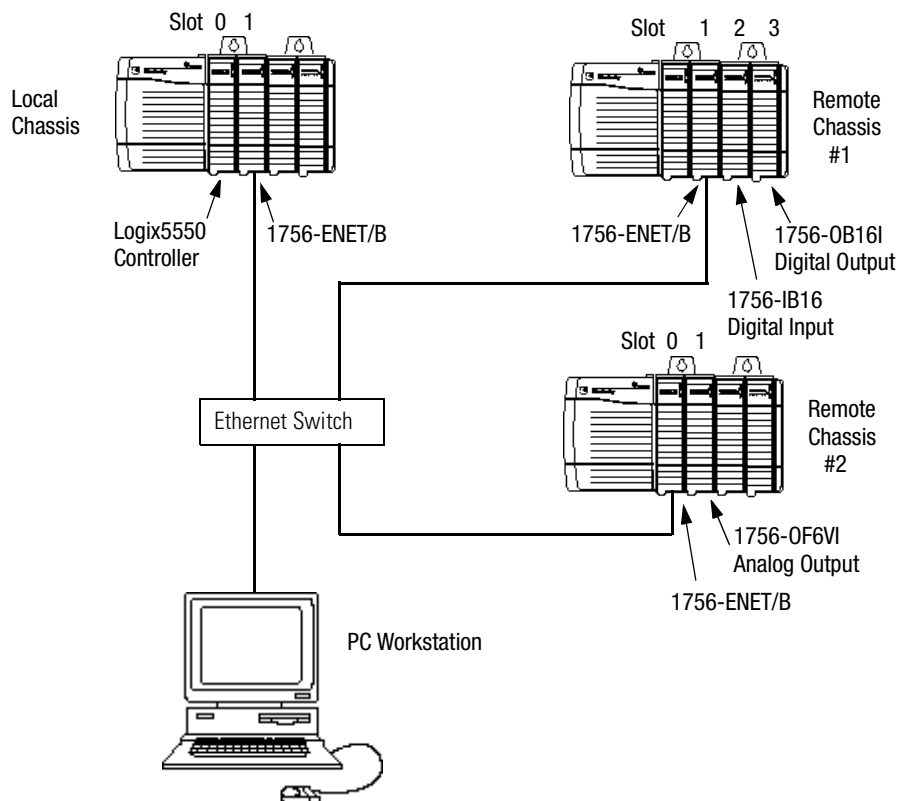 Slot 0 1
Local
Chassis
Logix5550
Controller
1756-ENET/B
Slot 1 2 3
Remote
Chassis
#1
1756-ENET/B
1756-OB16I
Digital Output
1756-IB16
Digital Input
Slot 0 1
Remote
Chassis
#2
Ethernet Switch
1756-OF6VI
Analog Output
1756-ENET/B
PC Workstation